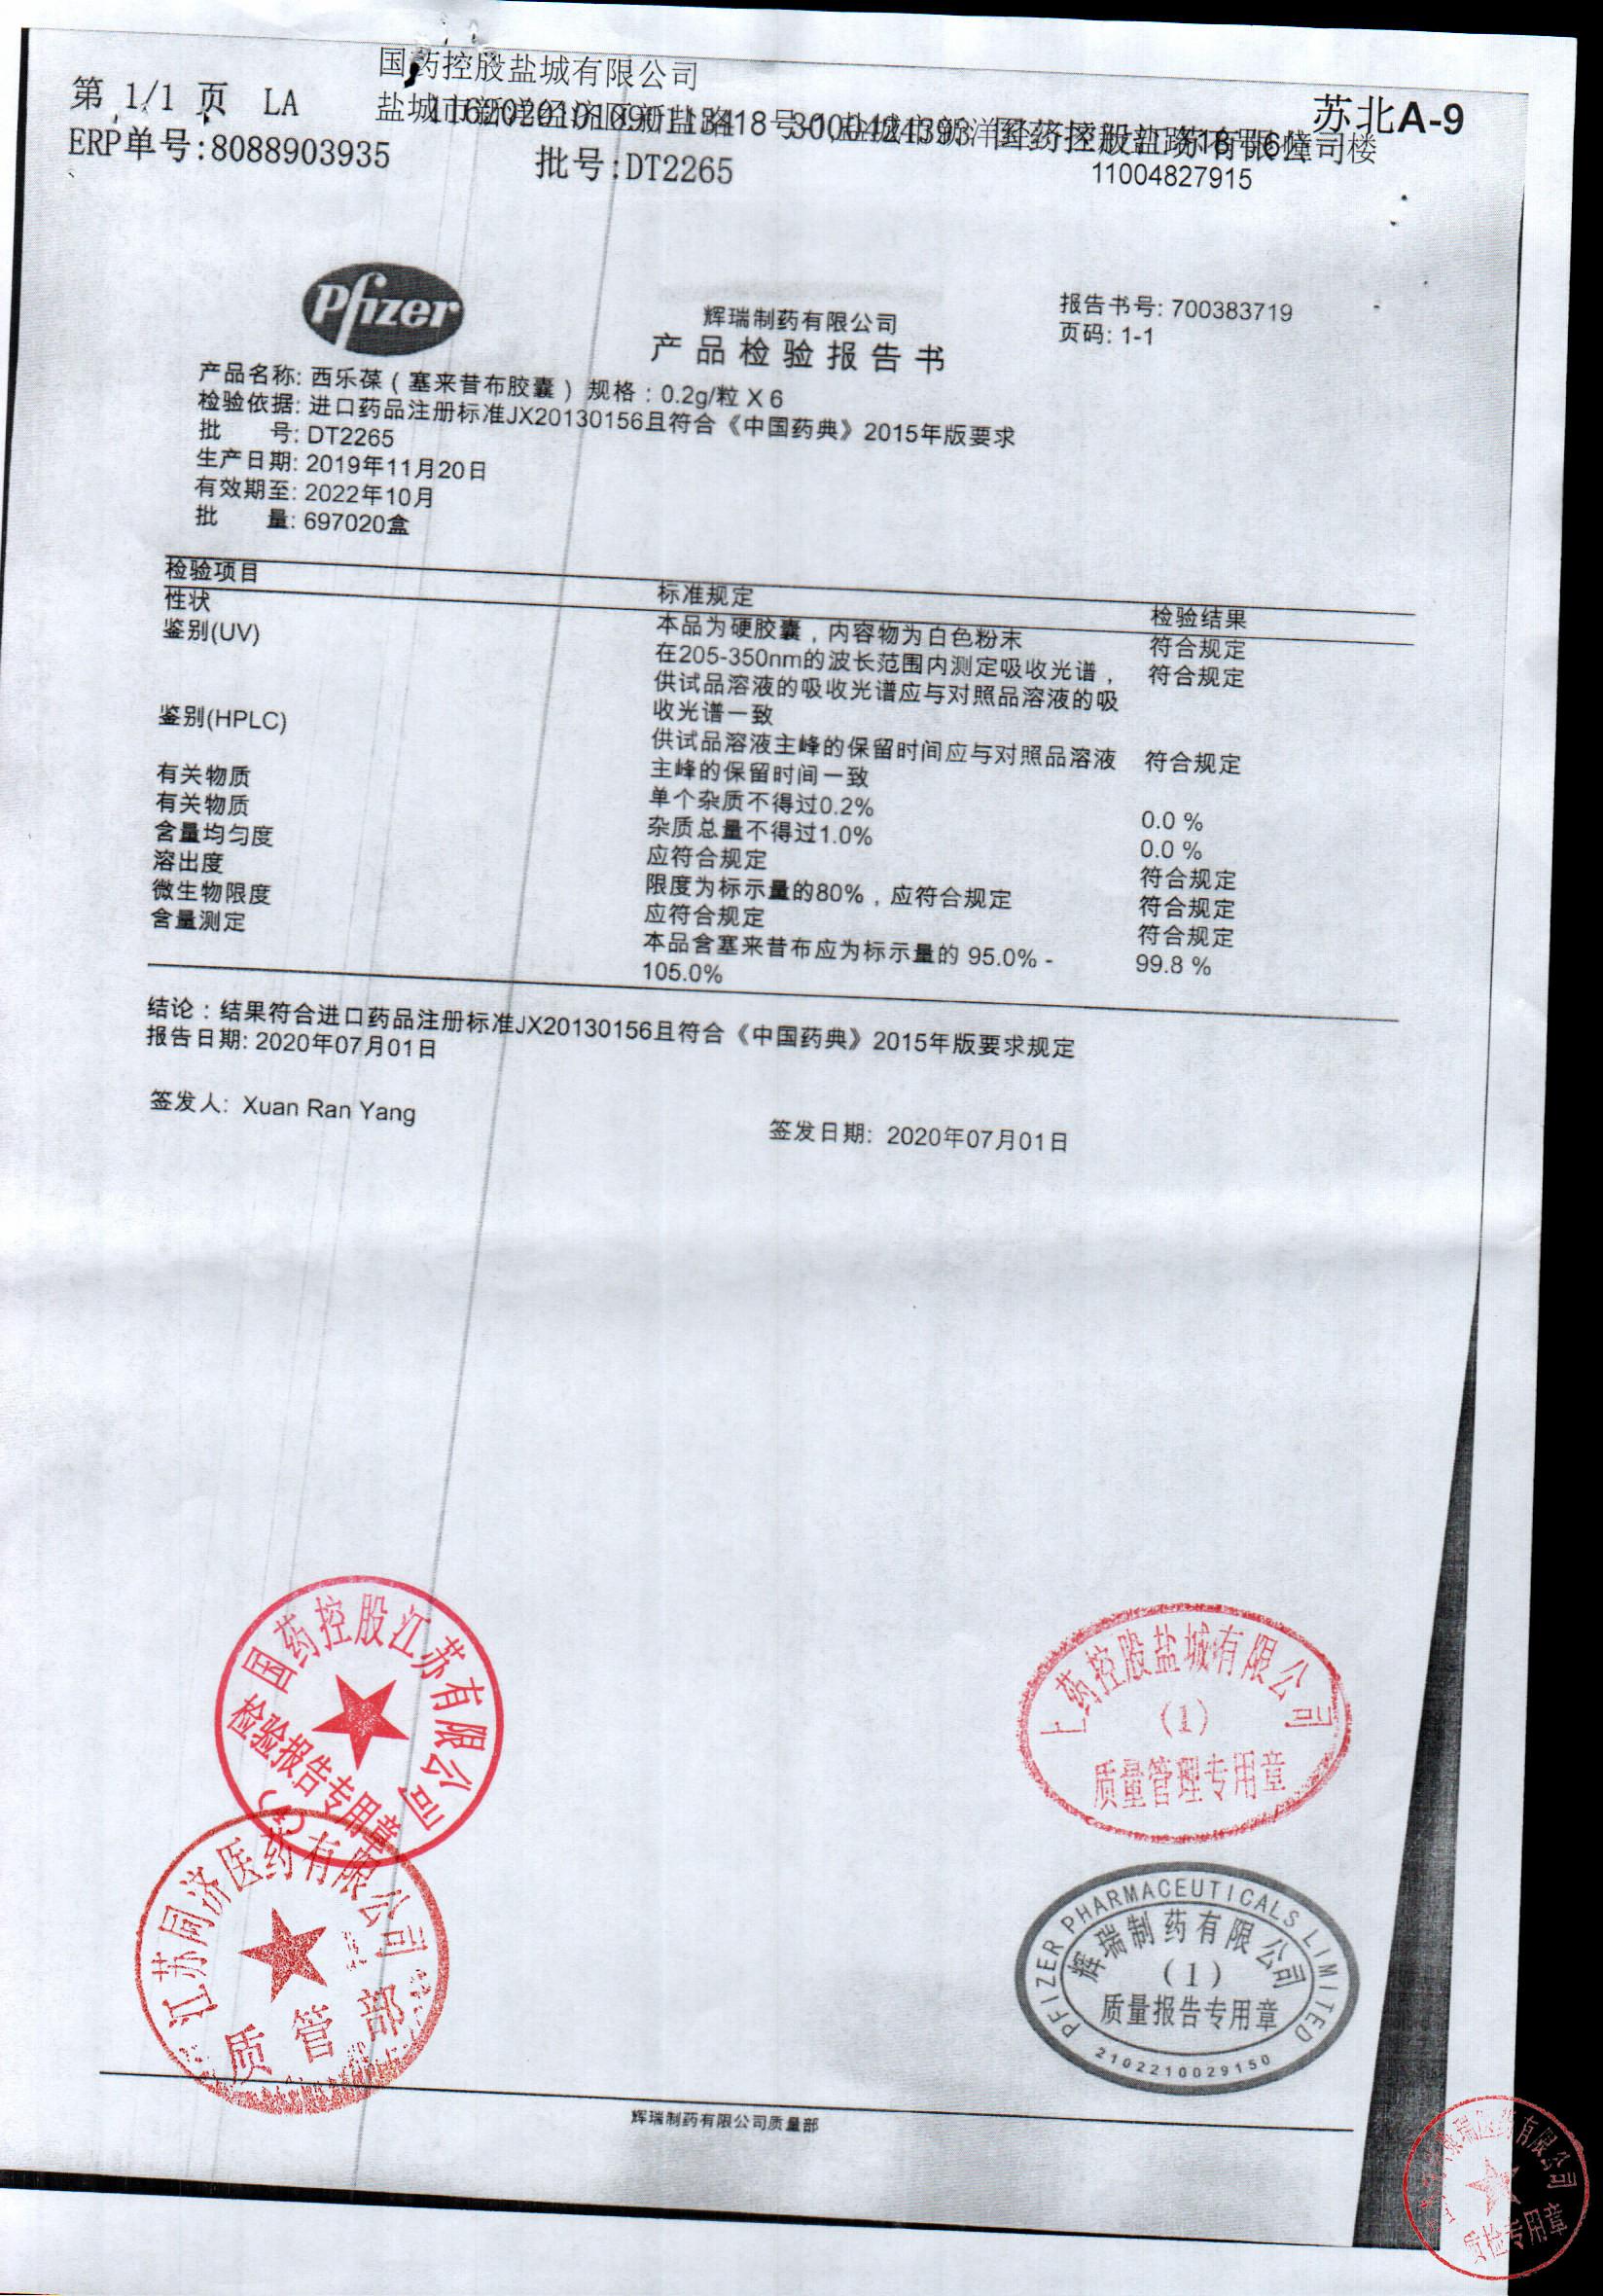 国药控股盐城有限公司
第 1/1 页 LA
苏北A-9
ERP单号:8088903935
批号:DT2265
11004827915
Pfizer
辉瑞制药有限公司
产品检验报告书
报告书号: 700383719
页码: 1-1
产品名称: 西乐葆(塞来昔布胶囊) 规格:0.2g/粒 X 6
检验依据: 进口药品注册标准JX20130156且符合《中国药典》2015年版要求
批 号: DT2265
生产日期: 2019年11月20日
有效期至: 2022年10月
批 量: 697020盒
检验项目 标准规定 检验结果
性状 本品为硬胶囊,内容物为白色粉末 符合规定
鉴别(UV) 在205-350nm的波长范围内测定吸收光谱, 符合规定
供试品溶液的吸收光谱应与对照品溶液的吸
收光谱一致
鉴别(HPLC) 供试品溶液主峰的保留时间应与对照品溶液 符合规定
主峰的保留时间一致
有关物质 单个杂质不得过0.2% 0.0 %
有关物质 杂质总量不得过1.0% 0.0 %
含量均匀度 应符合规定 符合规定
溶出度 限度为标示量的80%,应符合规定 符合规定
微生物限度 应符合规定 符合规定
含量测定 本品含塞来昔布应为标示量的 95.0% - 99.8 %
105.0%
结论:结果符合进口药品注册标准JX20130156且符合《中国药典》2015年版要求规定
报告日期: 2020年07月01日
签发人: Xuan Ran Yang
签发日期: 2020年07月01日
国药控股江苏有限公司
检验报告专用章
上药控股盐城有限公司
(1)
质量管理专用章
江苏同济医药有限公司
质管部
PFIZER PHARMACEUTICALS LIMITED
辉瑞制药有限公司
(1)
质量报告专用章
2102210029150
辉瑞制药有限公司质量部
瑞医药有限公司
质检专用章